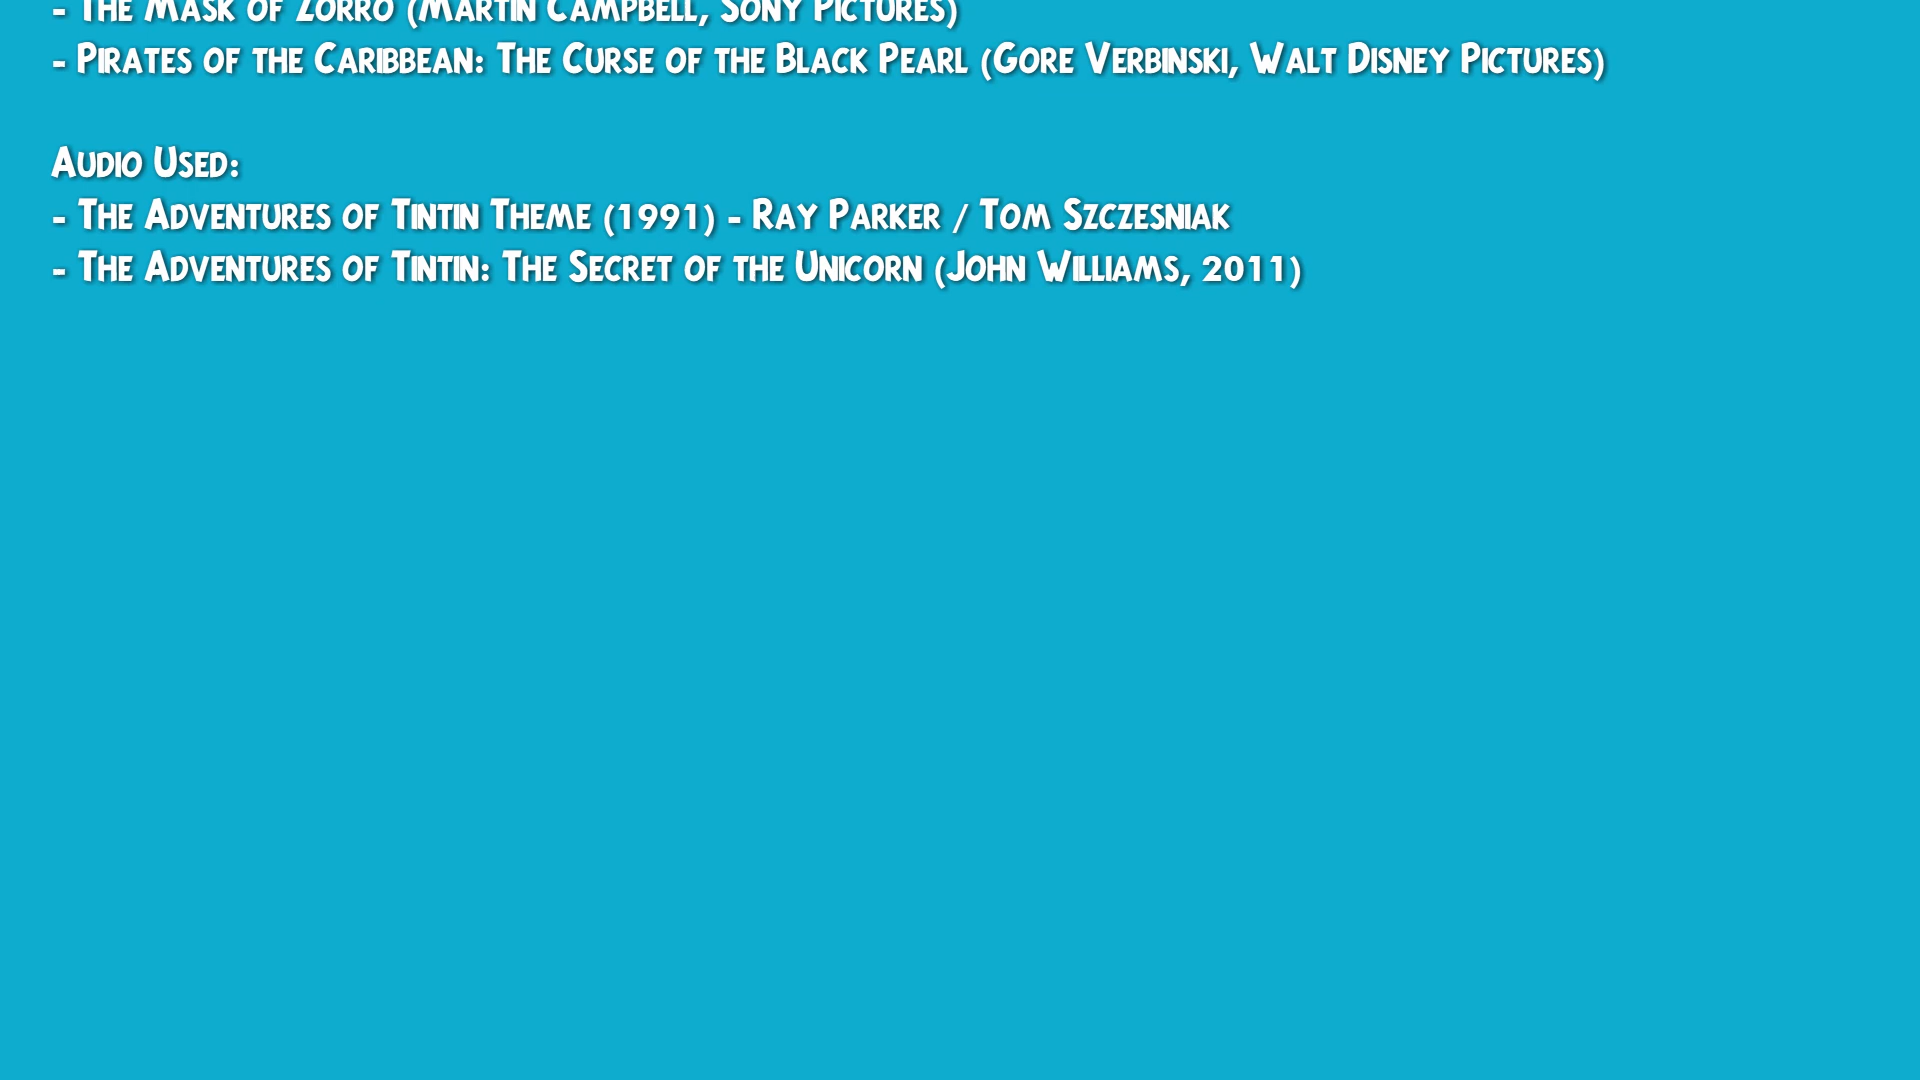 - The Mask of Zorro (Martin Campbell, Sony Pictures)
- Pirates of the Caribbean: The Curse of the Black Pearl (Gore Verbinski, Walt Disney Pictures)
Audio Used:
- The Adventures of Tintin Theme (1991) - Ray Parker / Tom Szczesniak
- The Adventures of Tintin: The Secret of the Unicorn (John Williams, 2011)